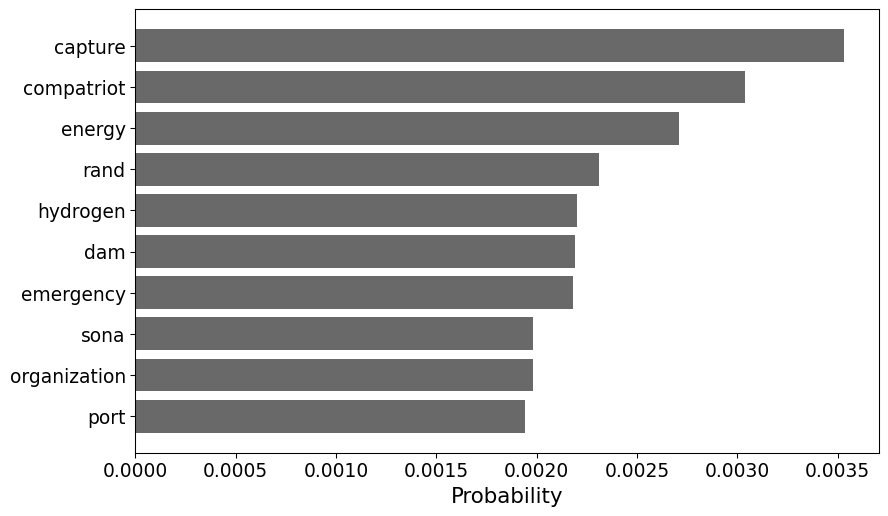 capture
compatriot
energy
rand
hydrogen
dam
emergency
sona
organization
port
0.0000 0.0005 0.0010 0.0015 0.0020 0.0025 0.0030 0.0035
Probability